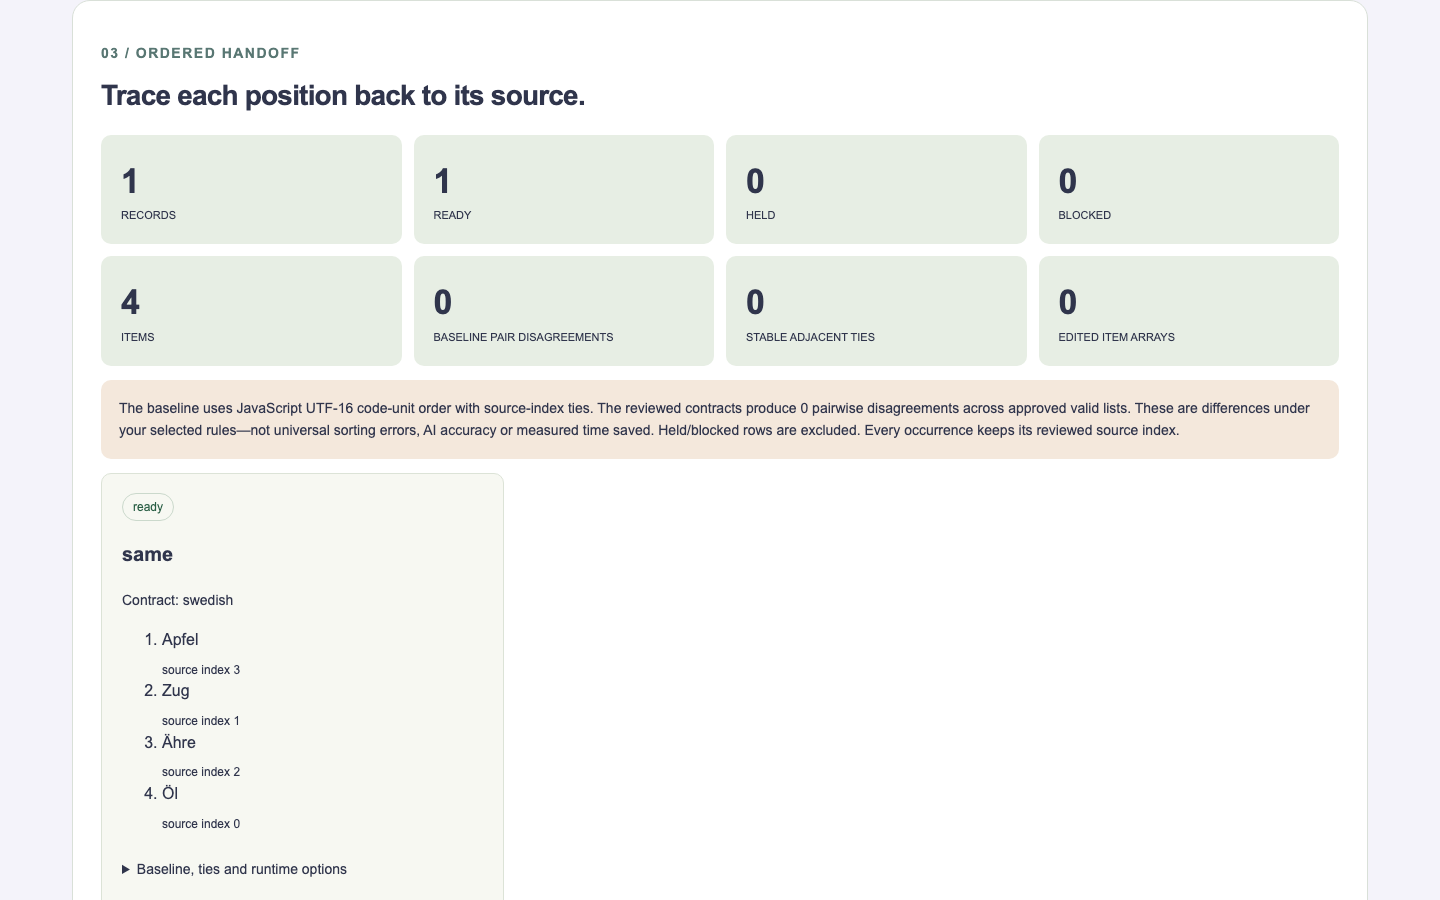 03 / ORDERED HANDOFF
Trace each position back to its source.
1
RECORDS
1
READY
0
HELD
0
BLOCKED
4
ITEMS
0
BASELINE PAIR DISAGREEMENTS
0
STABLE ADJACENT TIES
0
EDITED ITEM ARRAYS
The baseline uses JavaScript UTF-16 code-unit order with source-index ties. The reviewed contracts produce 0 pairwise disagreements across approved valid lists. These are differences under
your selected rules—not universal sorting errors, AI accuracy or measured time saved. Held/blocked rows are excluded. Every occurrence keeps its reviewed source index.
ready
same
Contract: swedish
1. Apfel
source index 3
2. Zug
source index 1
3. Ähre
source index 2
4. Öl
source index 0
Baseline, ties and runtime options